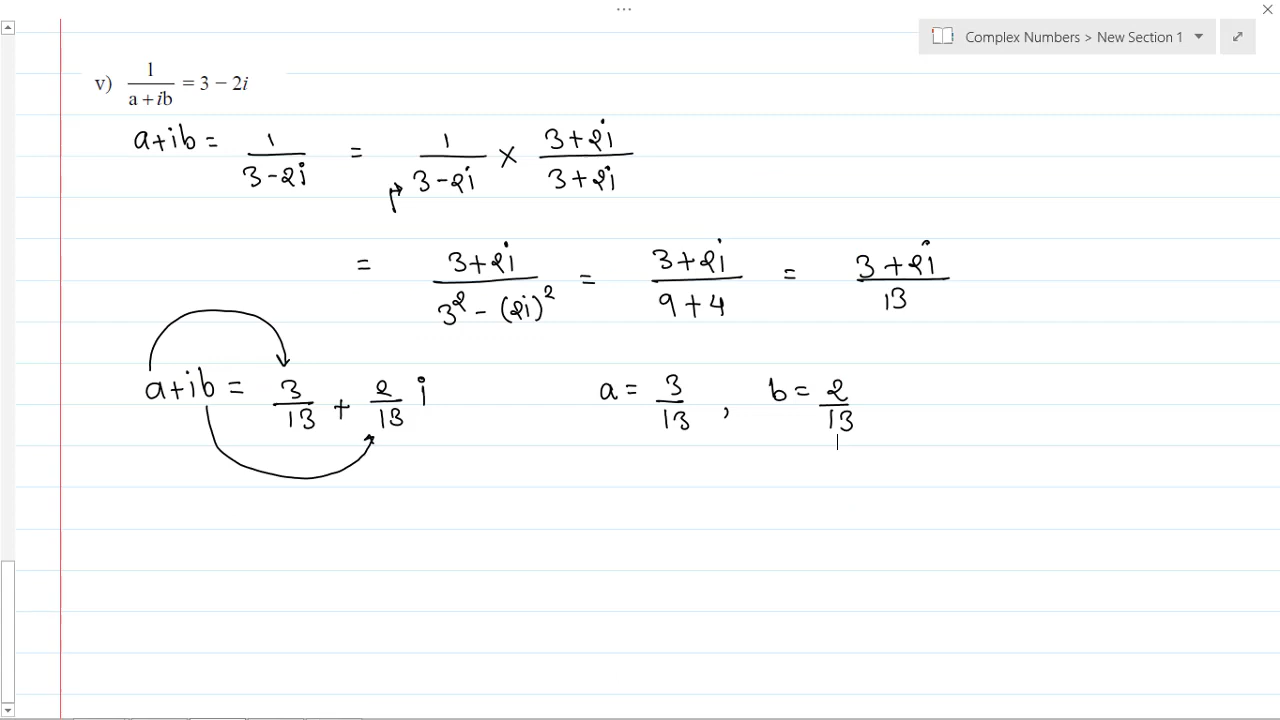 Complex Numbers > New Section 1
v) 1/(a + ib) = 3 − 2i
a+ib = 1/(3-2i) = 1/(3-2i) × (3+2i)/(3+2i)
= (3+2i)/(3² - (2i)²) = (3+2i)/(9+4) = (3+2i)/13
a+ib = 3/13 + 2/13 i a = 3/13 , b = 2/13